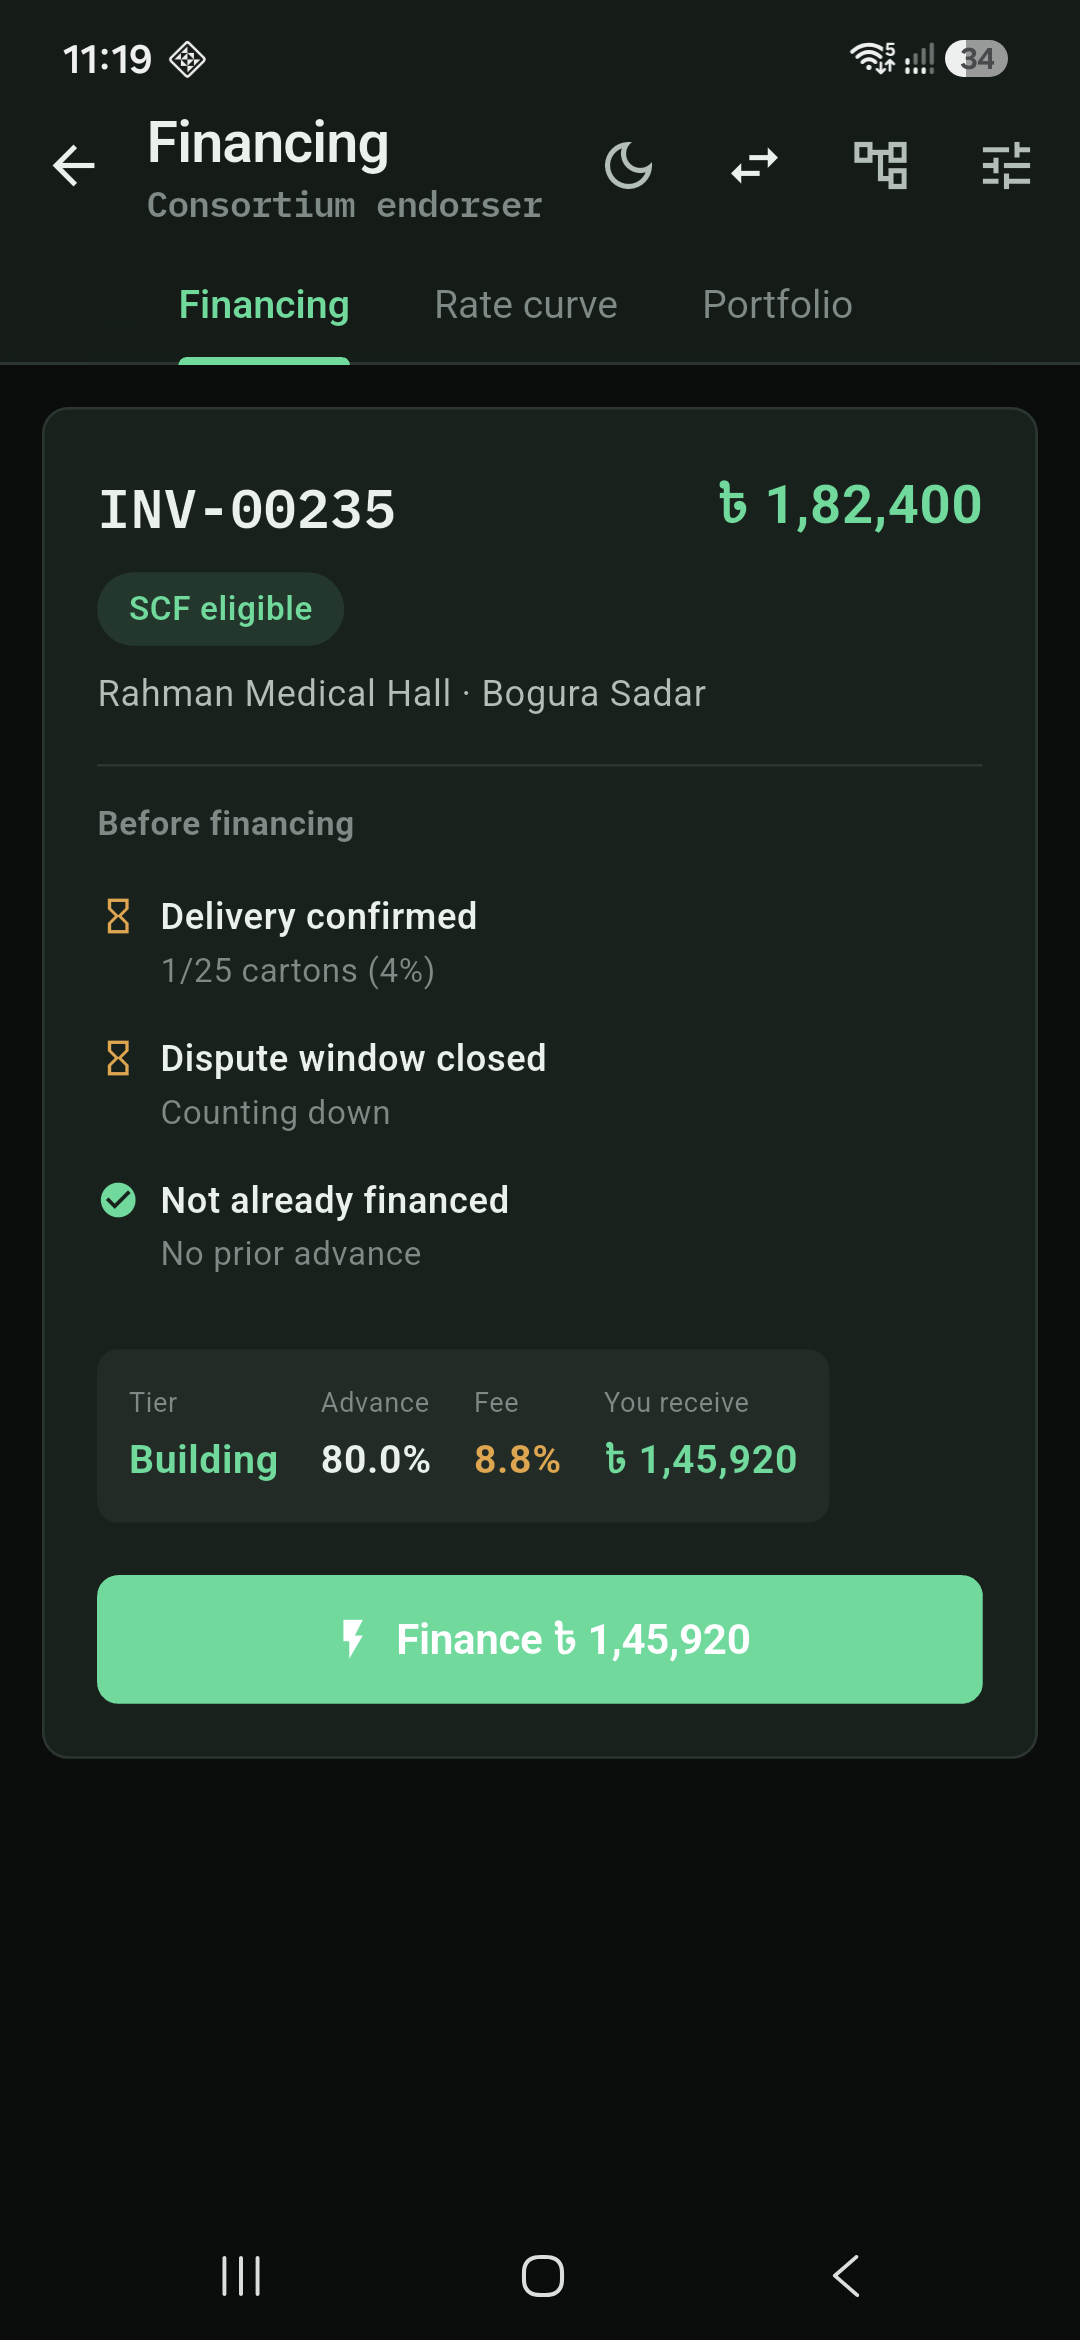 11:19
5
34
Financing
Consortium endorser
Financing
Rate curve
Portfolio
INV-00235
৳ 1,82,400
SCF eligible
Rahman Medical Hall · Bogura Sadar
Before financing
Delivery confirmed
1/25 cartons (4%)
Dispute window closed
Counting down
Not already financed
No prior advance
Tier Advance Fee You receive
Building 80.0% 8.8% ৳ 1,45,920
Finance ৳ 1,45,920